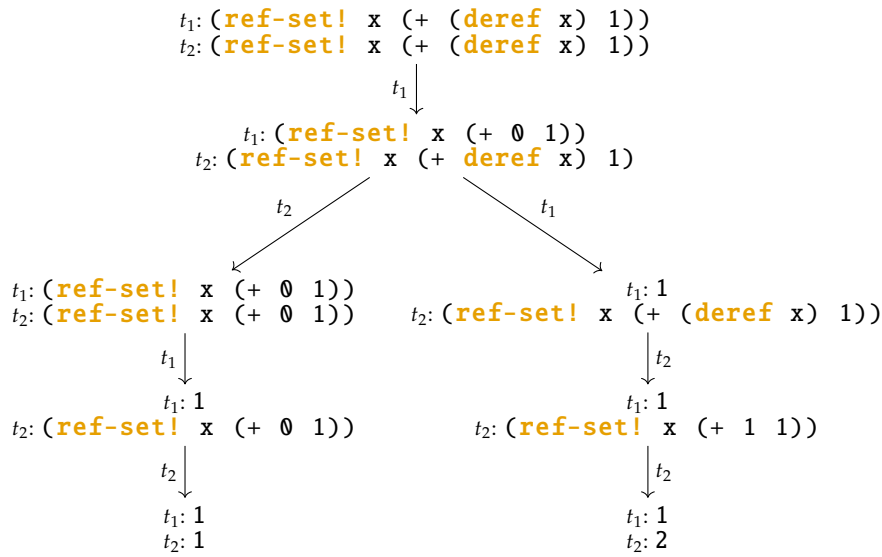 t₁: (ref-set! x (+ (deref x) 1))
t₂: (ref-set! x (+ (deref x) 1))
t₁
t₁: (ref-set! x (+ 0 1))
t₂: (ref-set! x (+ deref x) 1)
t₂
t₁
t₁: (ref-set! x (+ 0 1))
t₂: (ref-set! x (+ 0 1))
t₁: 1
t₂: (ref-set! x (+ (deref x) 1))
t₁
t₂
t₁: 1
t₂: (ref-set! x (+ 0 1))
t₁: 1
t₂: (ref-set! x (+ 1 1))
t₂
t₂
t₁: 1
t₂: 1
t₁: 1
t₂: 2